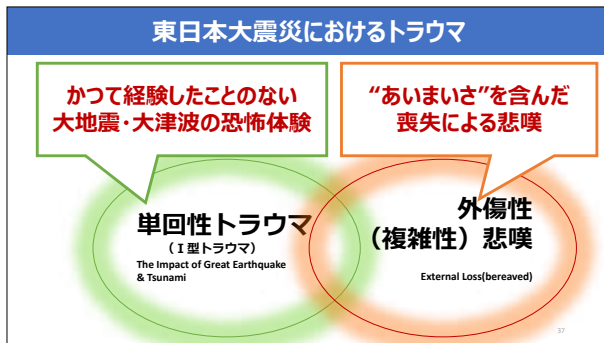 東日本大震災におけるトラウマ
かつて経験したことのない
大地震・大津波の恐怖体験
“あいまいさ”を含んだ
喪失による悲嘆
単回性トラウマ
（Ⅰ型トラウマ）
The Impact of Great Earthquake
& Tsunami
外傷性
（複雑性）悲嘆
External Loss(bereaved)
37